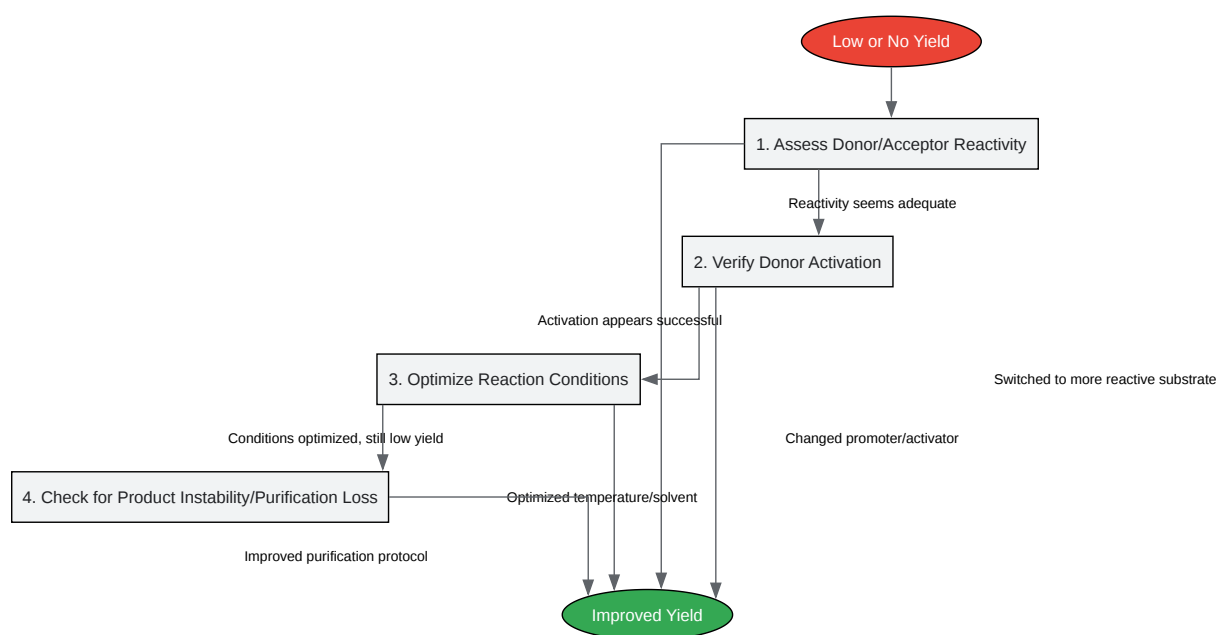 Low or No Yield
1. Assess Donor/Acceptor Reactivity
Reactivity seems adequate
2. Verify Donor Activation
Activation appears successful
3. Optimize Reaction Conditions
Switched to more reactive substrate
Conditions optimized, still low yield
Changed promoter/activator
4. Check for Product Instability/Purification Loss
Optimized temperature/solvent
Improved purification protocol
Improved Yield